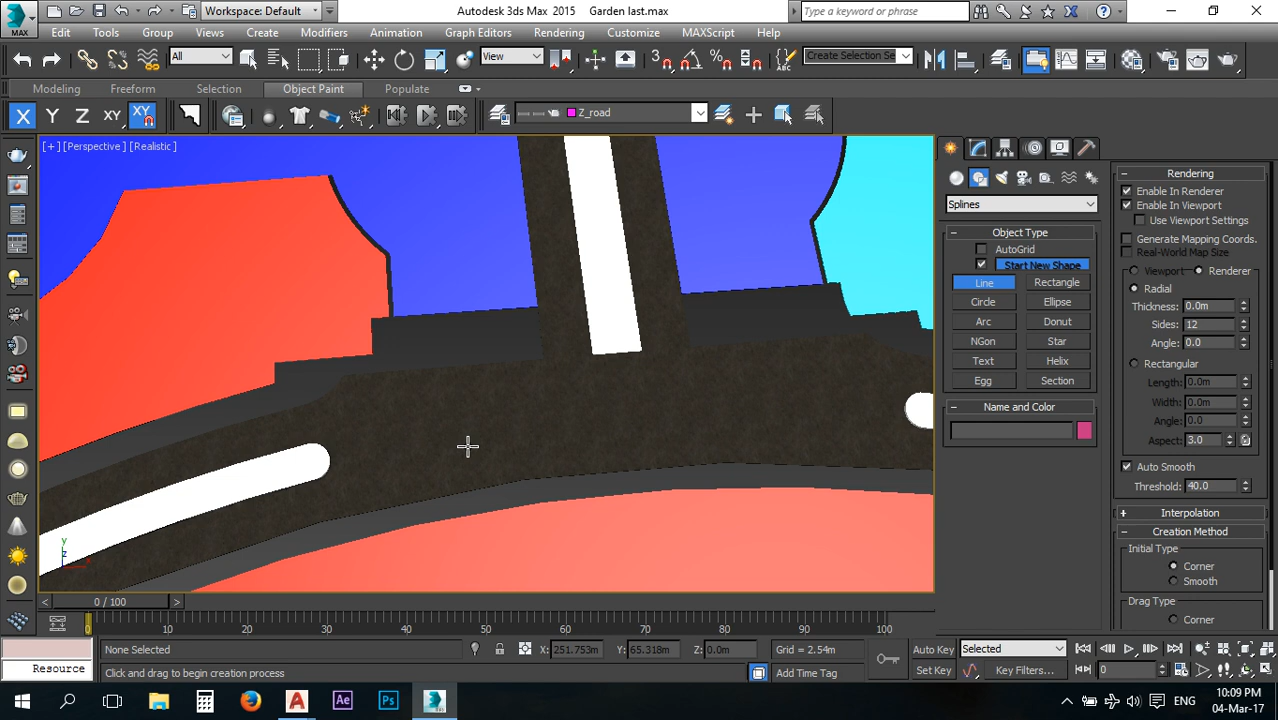 Workspace: Default
Autodesk 3ds Max 2015 Garden last.max
Type a keyword or phrase
MAX
Edit Tools Group Views Create Modifiers Animation Graph Editors Rendering Customize MAXScript Help
All
View
Create Selection Se
Modeling Freeform Selection Object Paint Populate
X Y Z XY XY
Z_road
[+] [Perspective] [Realistic]
Splines
Object Type
AutoGrid
Start New Shape
Line Rectangle
Circle Ellipse
Arc Donut
NGon Star
Text Helix
Egg Section
Name and Color
Rendering
Enable In Renderer
Enable In Viewport
Use Viewport Settings
Generate Mapping Coords.
Real-World Map Size
Viewport Renderer
Radial
Thickness: 0.0m
Sides: 12
Angle: 0.0
Rectangular
Length: 0.0m
Width: 0.0m
Angle: 0.0
Aspect: 3.0
Auto Smooth
Threshold: 40.0
Interpolation
Creation Method
Initial Type
Corner
Smooth
Drag Type
Corner
y
z
x
0 / 100
0 10 20 30 40 50 60 70 80 90 100
None Selected X: 251.753m Y: 65.318m Z: 0.0m Grid = 2.54m Auto Key Selected
Resource Click and drag to begin creation process Add Time Tag Set Key Key Filters... 0
Ae Ps
ENG
10:09 PM
04-Mar-17